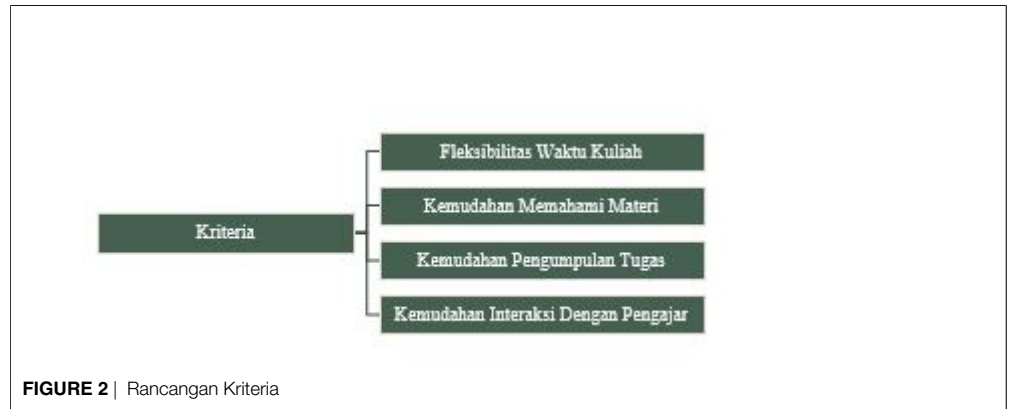 Fleksibilitas Waktu Kuliah
Kemudahan Memahami Materi
Kriteria
Kemudahan Pengumpulan Tugas
Kemudahan Interaksi Dengan Pengajar
FIGURE 2 | Rancangan Kriteria